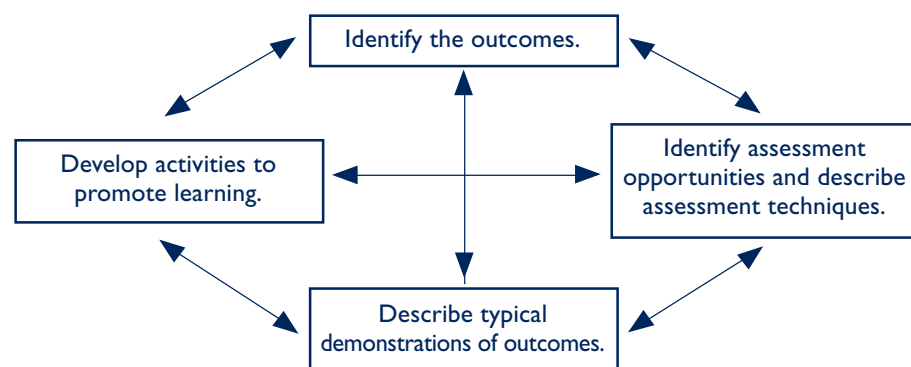 Identify the outcomes.
Develop activities to
promote learning.
Identify assessment
opportunities and describe
assessment techniques.
Describe typical
demonstrations of outcomes.